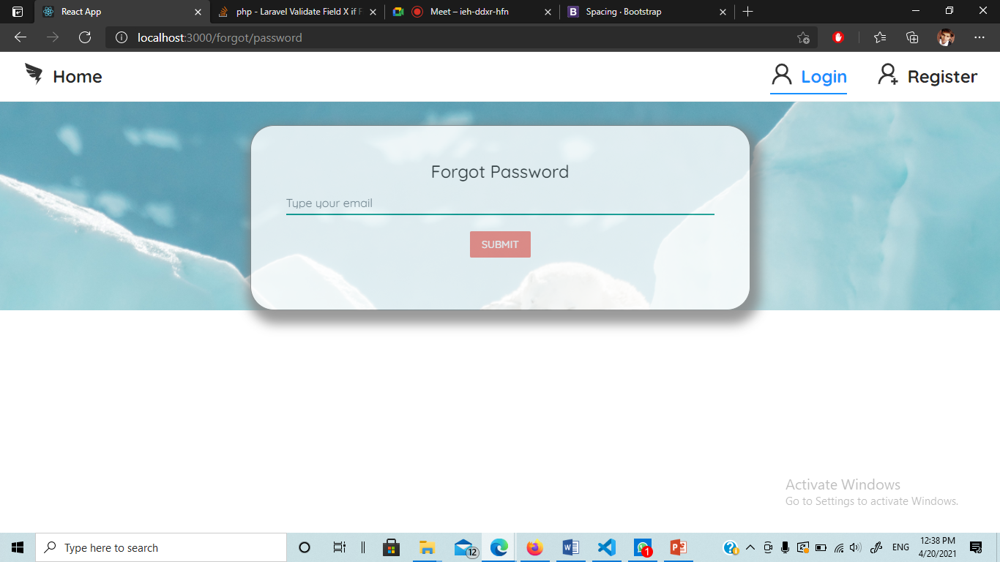 React App
php - Laravel Validate Field X if F
Meet – ieh-ddxr-hfn
B
Spacing · Bootstrap
localhost:3000/forgot/password
Home
Login
Register
Forgot Password
Type your email
SUBMIT
Activate Windows
Go to Settings to activate Windows.
Type here to search
12
1
ENG
12:38 PM
4/20/2021